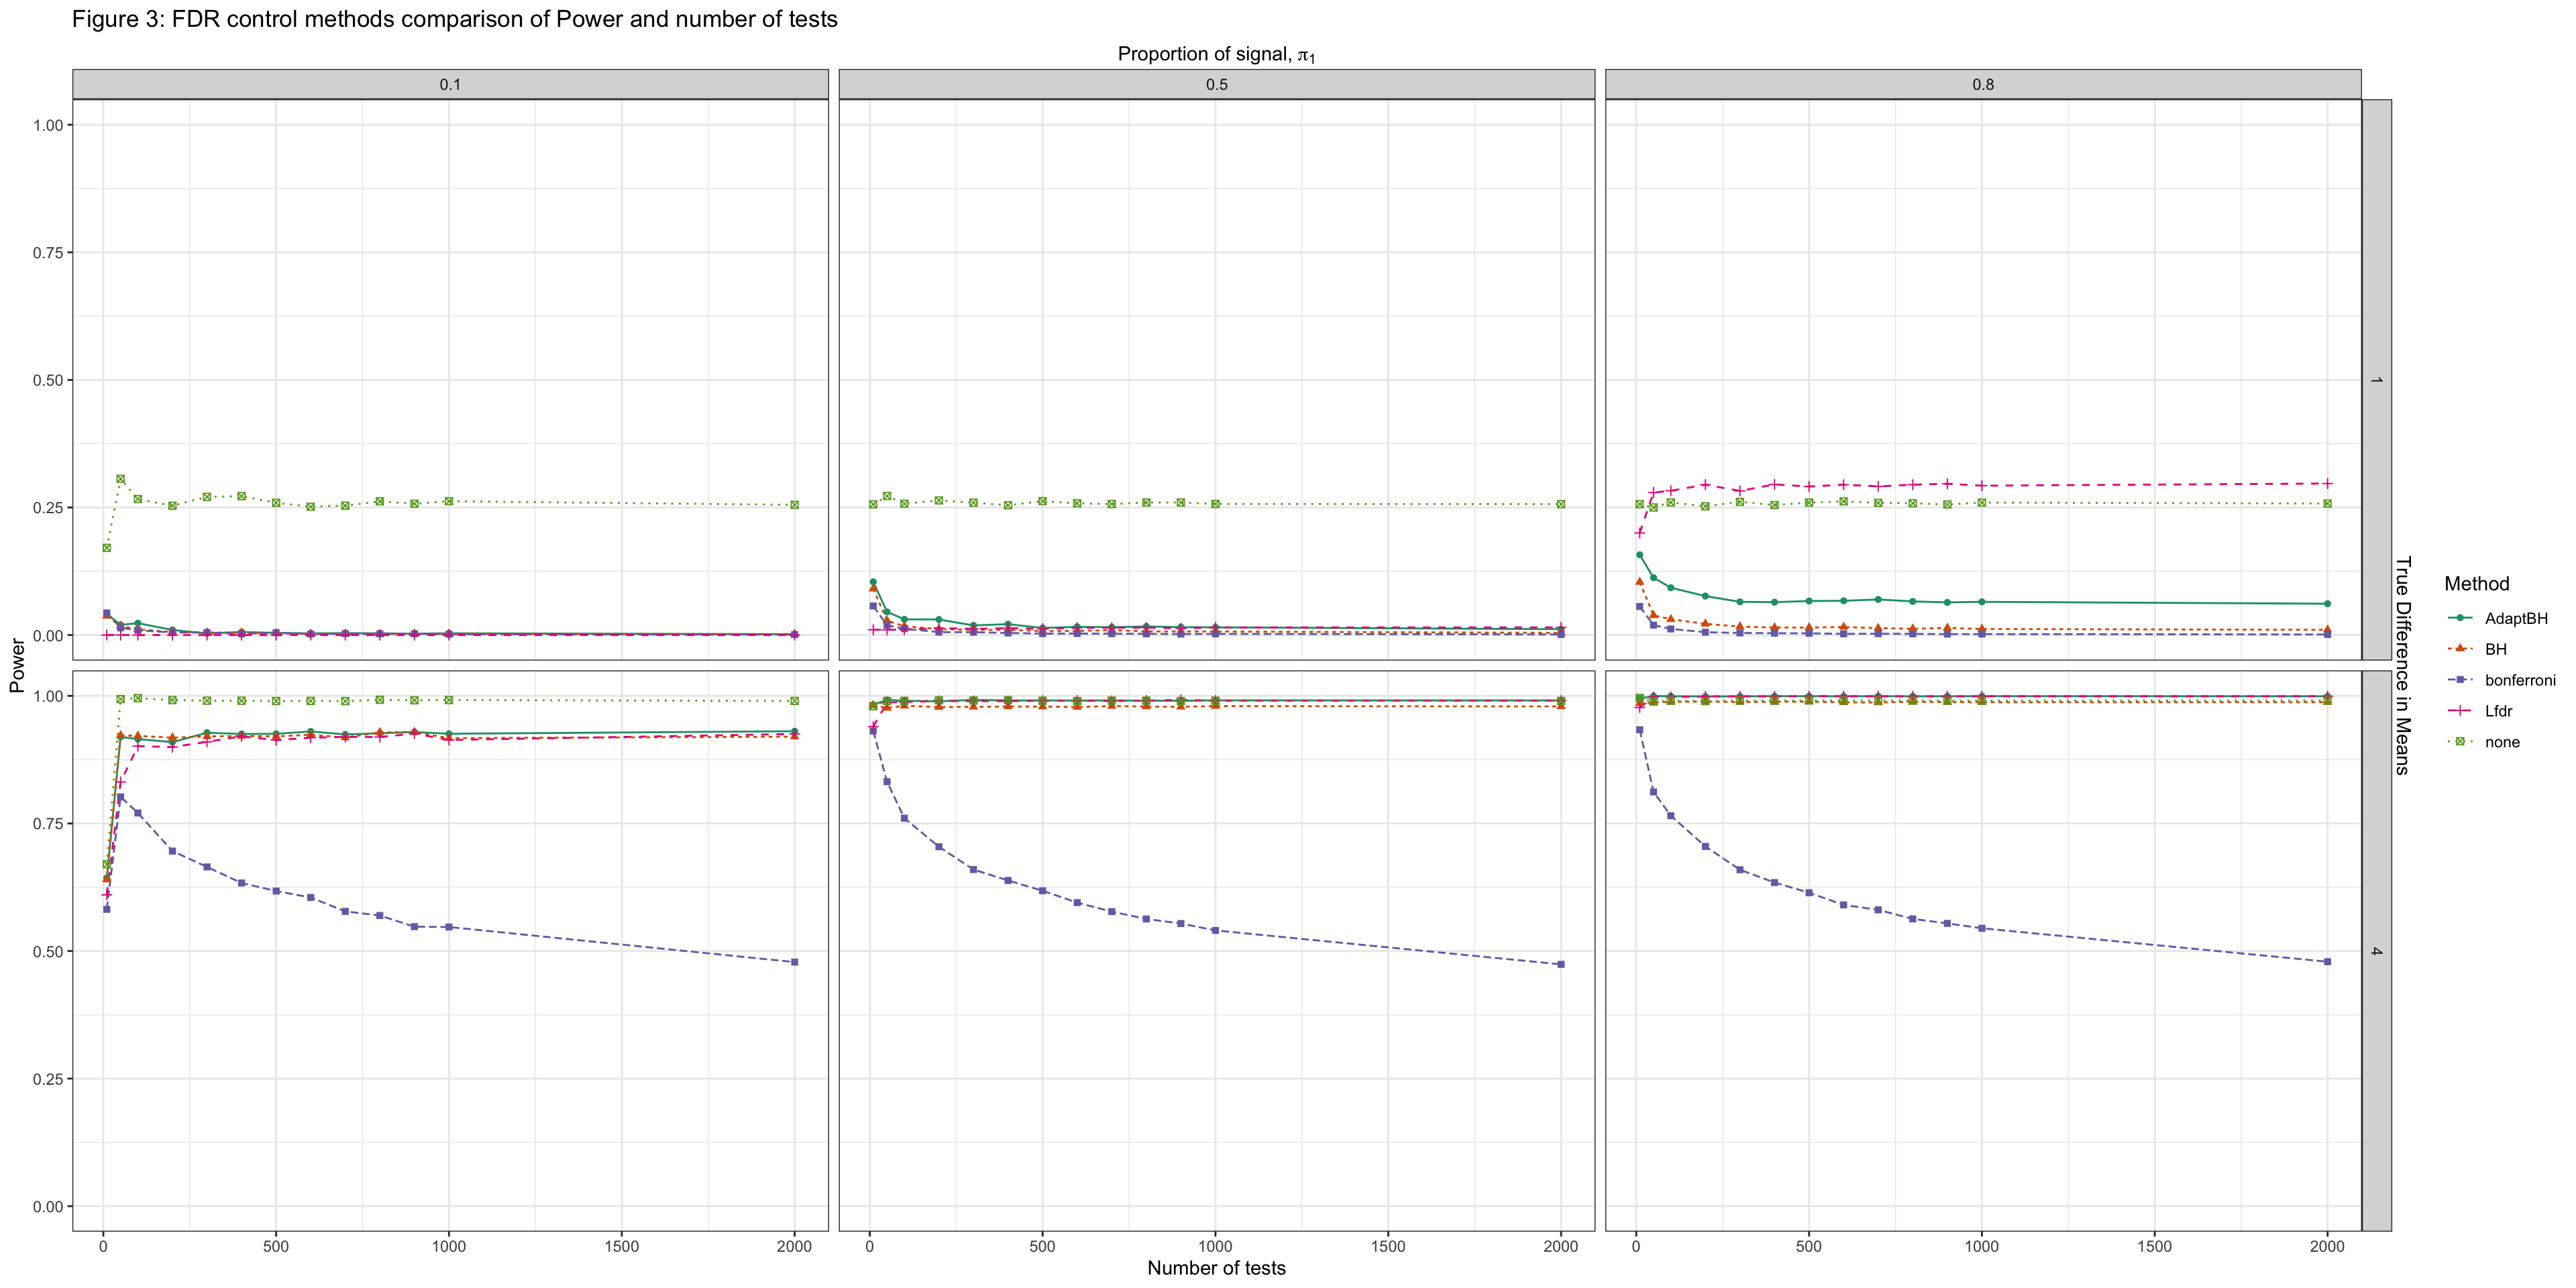 Figure 3: FDR control methods comparison of Power and number of tests
Proportion of signal, π₁
0.1
0.5
0.8
1.00
0.75
0.50
0.25
0.00
1
1.00
0.75
0.50
0.25
0.00
4
Power
True Difference in Means
0 500 1000 1500 2000
0 500 1000 1500 2000
0 500 1000 1500 2000
Number of tests
Method
AdaptBH
BH
bonferroni
Lfdr
none